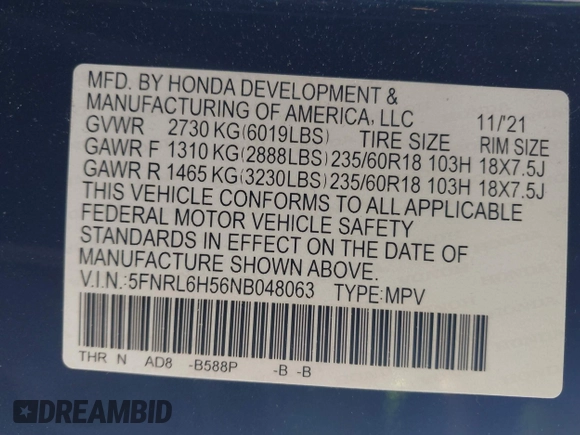 MFD. BY HONDA DEVELOPMENT &
MANUFACTURING OF AMERICA, LLC 11/21
GVWR 2730 KG(6019LBS) TIRE SIZE RIM SIZE
GAWR F 1310 KG(2888LBS) 235/60R18 103H 18X7.5J
GAWR R 1465 KG(3230LBS) 235/60R18 103H 18X7.5J
THIS VEHICLE CONFORMS TO ALL APPLICABLE
FEDERAL MOTOR VEHICLE SAFETY
STANDARDS IN EFFECT ON THE DATE OF
MANUFACTURE SHOWN ABOVE.
V.I.N.:5FNRL6H56NB048063 TYPE:MPV
THR N AD8 -B588P -B -B
DREAMBID